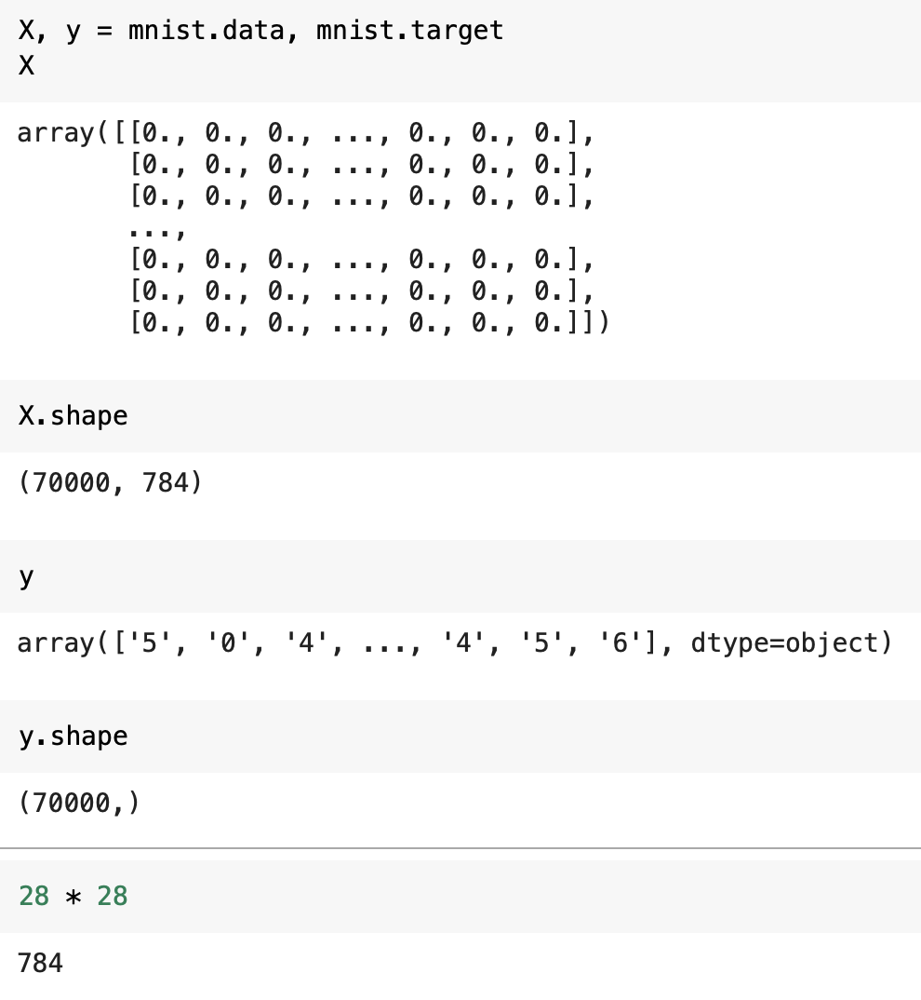 X, y = mnist.data, mnist.target
X
array([[0., 0., 0., ..., 0., 0., 0.],
       [0., 0., 0., ..., 0., 0., 0.],
       [0., 0., 0., ..., 0., 0., 0.],
       ...,
       [0., 0., 0., ..., 0., 0., 0.],
       [0., 0., 0., ..., 0., 0., 0.],
       [0., 0., 0., ..., 0., 0., 0.]])
X.shape
(70000, 784)
y
array(['5', '0', '4', ..., '4', '5', '6'], dtype=object)
y.shape
(70000,)
28 * 28
784